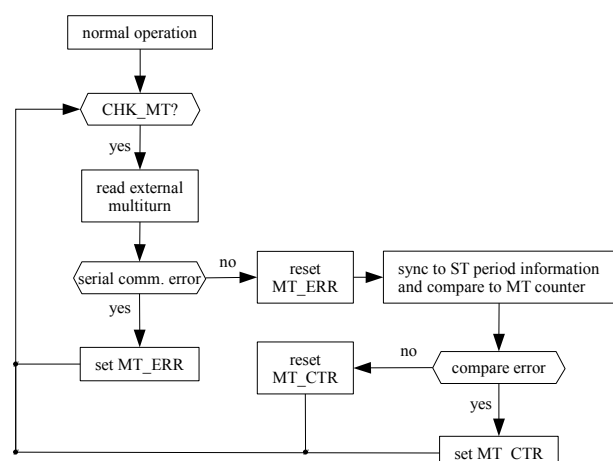 normal operation
CHK_MT?
yes
read external
multiturn
serial comm. error
no
reset
MT_ERR
sync to ST period information
and compare to MT counter
yes
set MT_ERR
reset
MT_CTR
no
compare error
yes
set MT_CTR